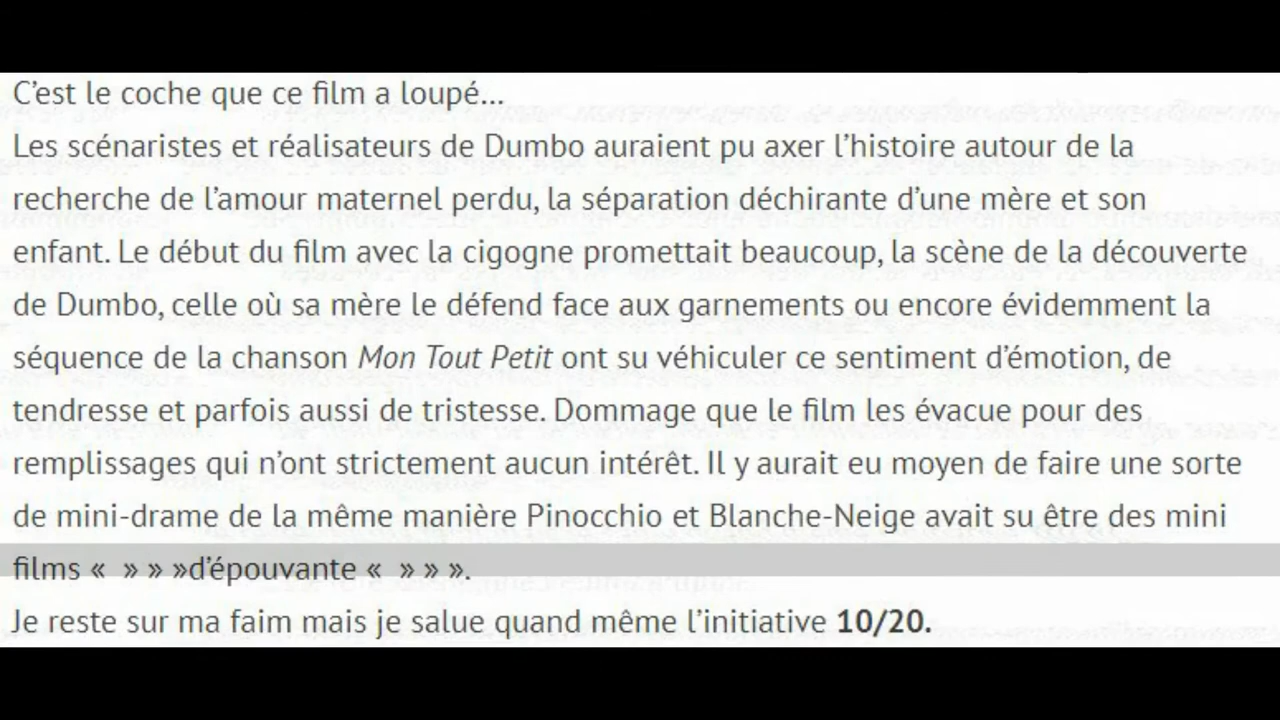 C’est le coche que ce film a loupé…
Les scénaristes et réalisateurs de Dumbo auraient pu axer l’histoire autour de la
recherche de l’amour maternel perdu, la séparation déchirante d’une mère et son
enfant. Le début du film avec la cigogne promettait beaucoup, la scène de la découverte
de Dumbo, celle où sa mère le défend face aux garnements ou encore évidemment la
séquence de la chanson Mon Tout Petit ont su véhiculer ce sentiment d’émotion, de
tendresse et parfois aussi de tristesse. Dommage que le film les évacue pour des
remplissages qui n’ont strictement aucun intérêt. Il y aurait eu moyen de faire une sorte
de mini-drame de la même manière Pinocchio et Blanche-Neige avait su être des mini
films «  » » »d’épouvante «  » » ».
Je reste sur ma faim mais je salue quand même l’initiative 10/20.